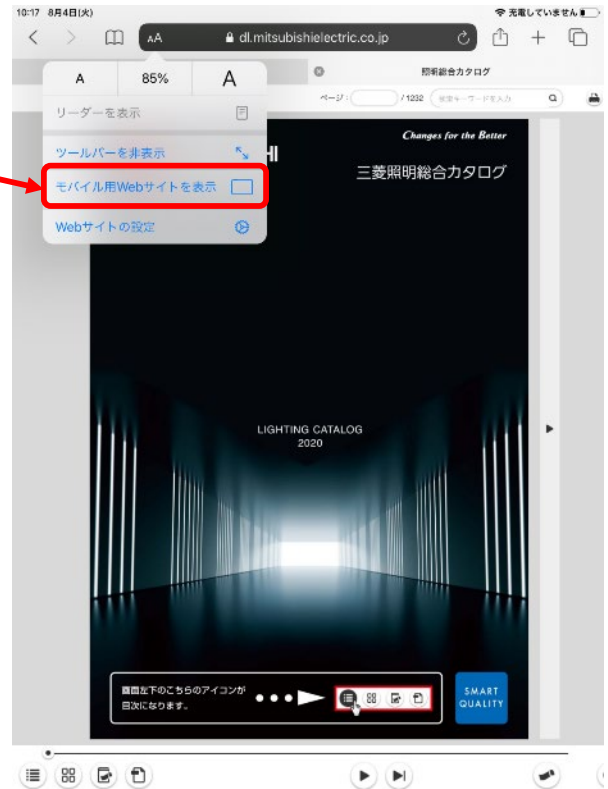 10:17 8月4日(火) 充電していません
AA dl.mitsubishielectric.co.jp
A 85% A
照明総合カタログ
リーダーを表示
ページ: / 1232
ツールバーを非表示
HI
Changes for the Better
モバイル用Webサイトを表示
三菱照明総合カタログ
Webサイトの設定
LIGHTING CATALOG
2020
画面左下のこちらのアイコンが
目次になります。
SMART
QUALITY